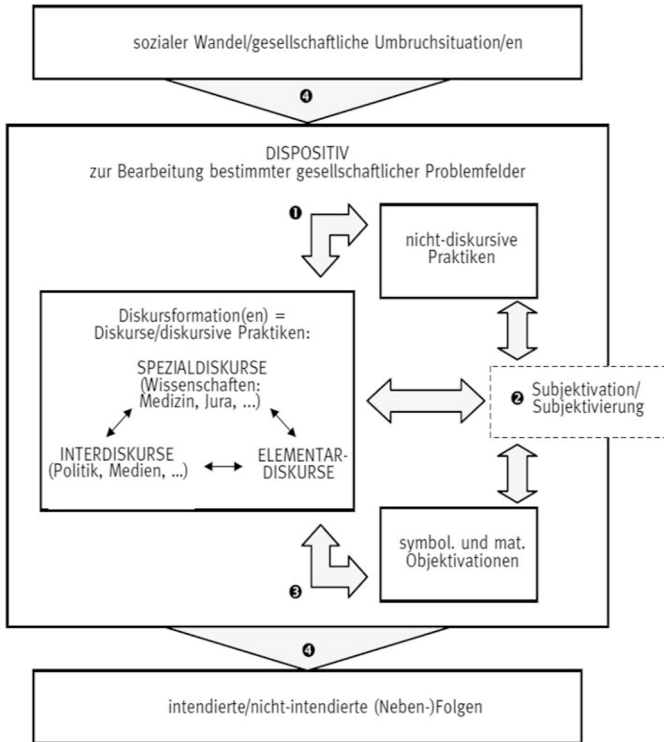 sozialer Wandel/gesellschaftliche Umbruchsituation/en
❹
DISPOSITIV
zur Bearbeitung bestimmter gesellschaftlicher Problemfelder
❶
nicht-diskursive
Praktiken
Diskursformation(en) =
Diskurse/diskursive Praktiken:
SPEZIALDISKURSE
(Wissenschaften:
Medizin, Jura, ...)
INTERDISKURSE
(Politik, Medien, ...)
ELEMENTAR-
DISKURSE
❷ Subjektivation/
Subjektivierung
symbol. und mat.
Objektivationen
❸
❹
intendierte/nicht-intendierte (Neben-)Folgen